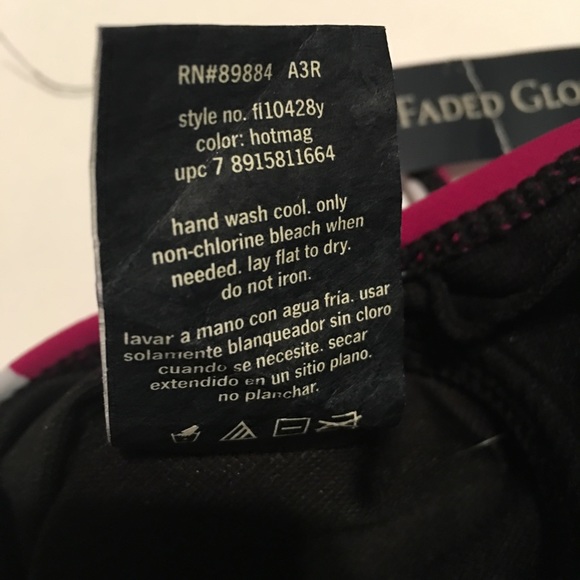 RN#89884 A3R
style no. fl10428y
color: hotmag
upc 7 8915811664
hand wash cool. only
non-chlorine bleach when
needed. lay flat to dry.
do not iron.
lavar a mano con agua fría. usar
solamente blanqueador sin cloro
cuando se necesite. secar
extendido en un sitio plano.
no planchar.
FADED GLO